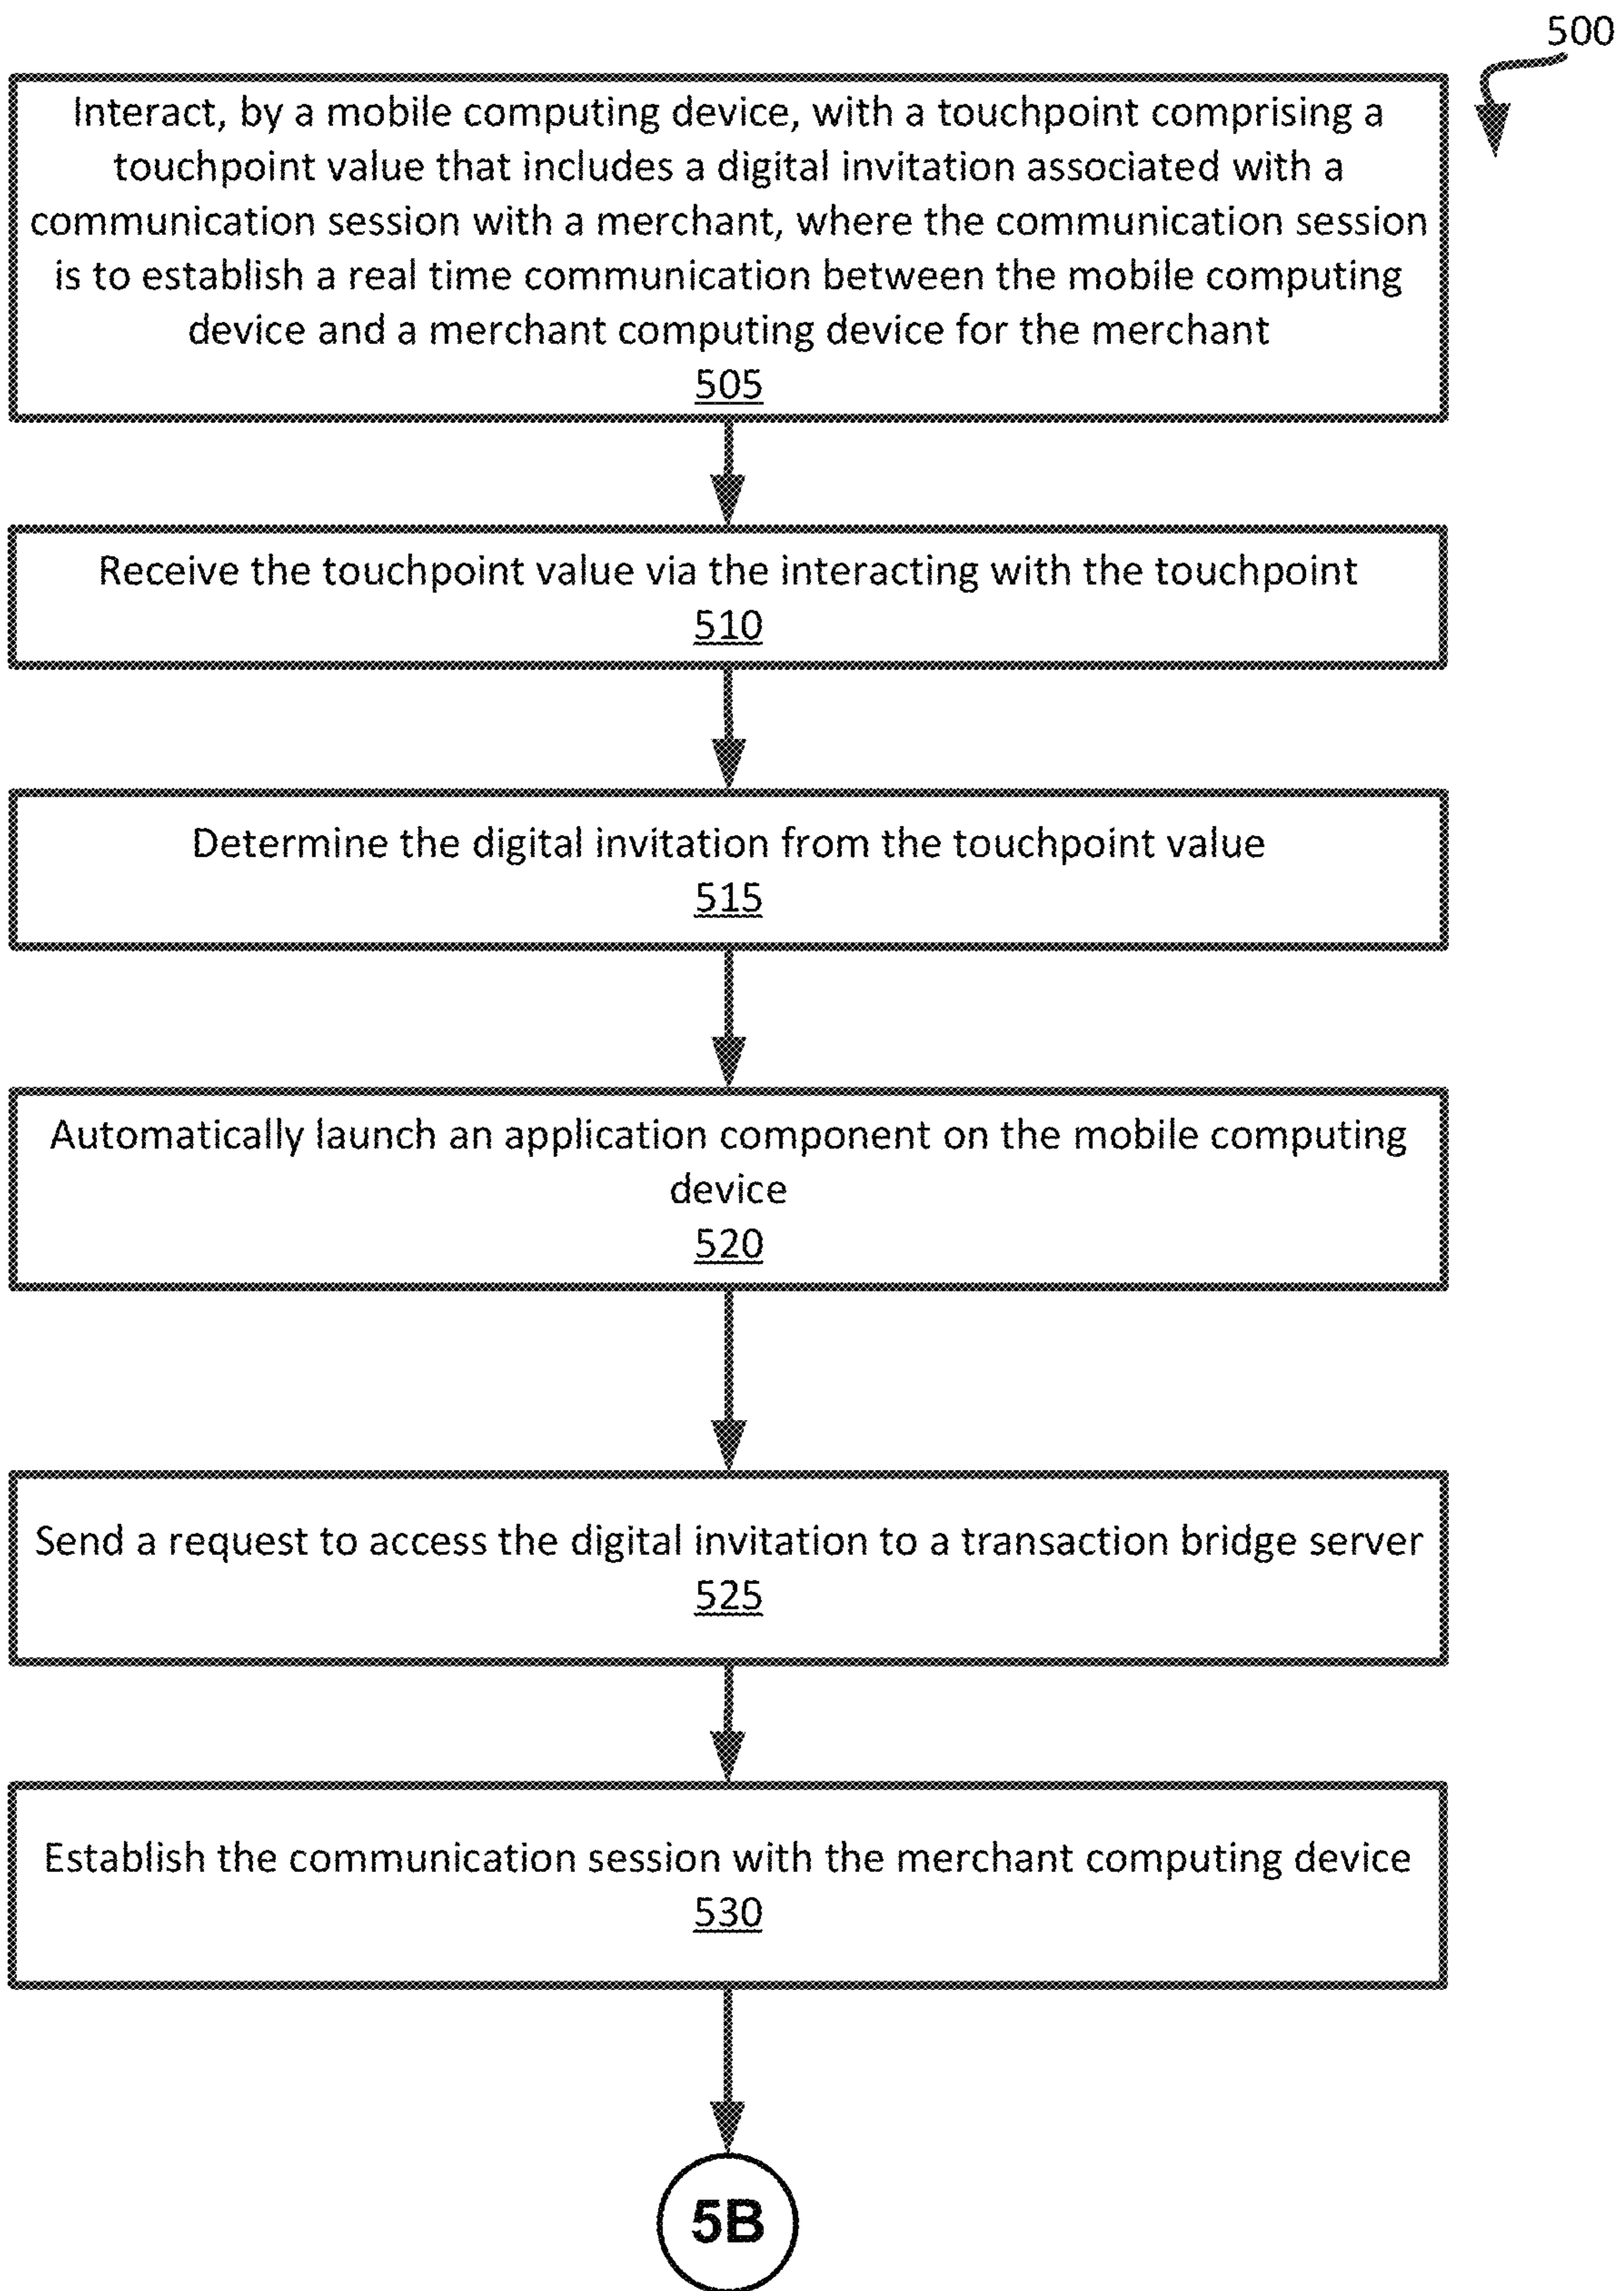 500
Interact, by a mobile computing device, with a touchpoint comprising a
touchpoint value that includes a digital invitation associated with a
communication session with a merchant, where the communication session
is to establish a real time communication between the mobile computing
device and a merchant computing device for the merchant
505
Receive the touchpoint value via the interacting with the touchpoint
510
Determine the digital invitation from the touchpoint value
515
Automatically launch an application component on the mobile computing
device
520
Send a request to access the digital invitation to a transaction bridge server
525
Establish the communication session with the merchant computing device
530
5B